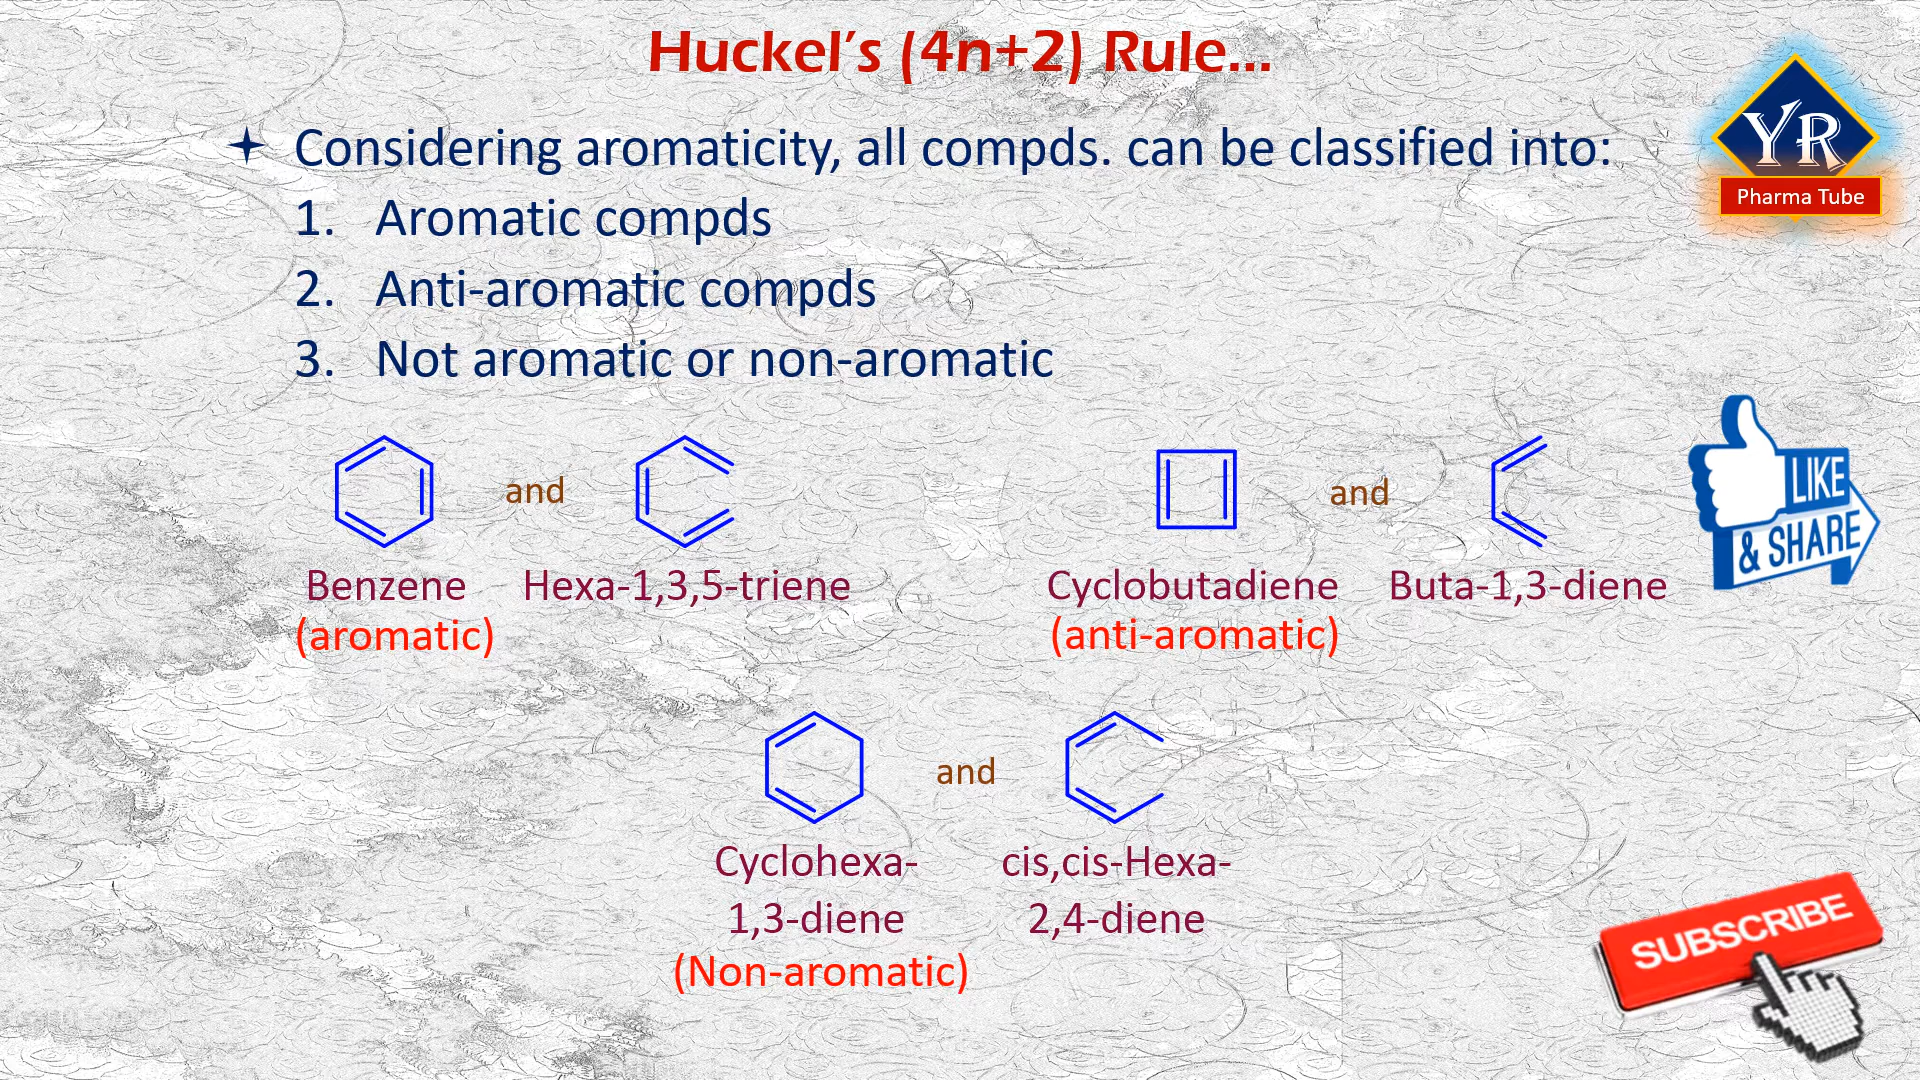 Huckel's (4n+2) Rule...
YR
Pharma Tube
Considering aromaticity, all compds. can be classified into:
1. Aromatic compds
2. Anti-aromatic compds
3. Not aromatic or non-aromatic
and
and
LIKE
& SHARE
Benzene Hexa-1,3,5-triene
(aromatic)
Cyclobutadiene Buta-1,3-diene
(anti-aromatic)
and
Cyclohexa-
1,3-diene
(Non-aromatic)
cis,cis-Hexa-
2,4-diene
SUBSCRIBE